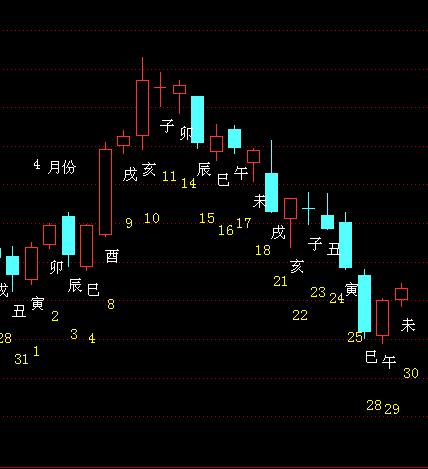 4 月份
戌
28
丑
31
寅
1
卯
2
辰
3
巳
4
酉
8
戌
9
亥
10
子
11
卯
14
辰
15
巳
16
午
17
未
18
戌
21
亥
22
子
23
丑
24
寅
25
巳
28
午
29
未
30